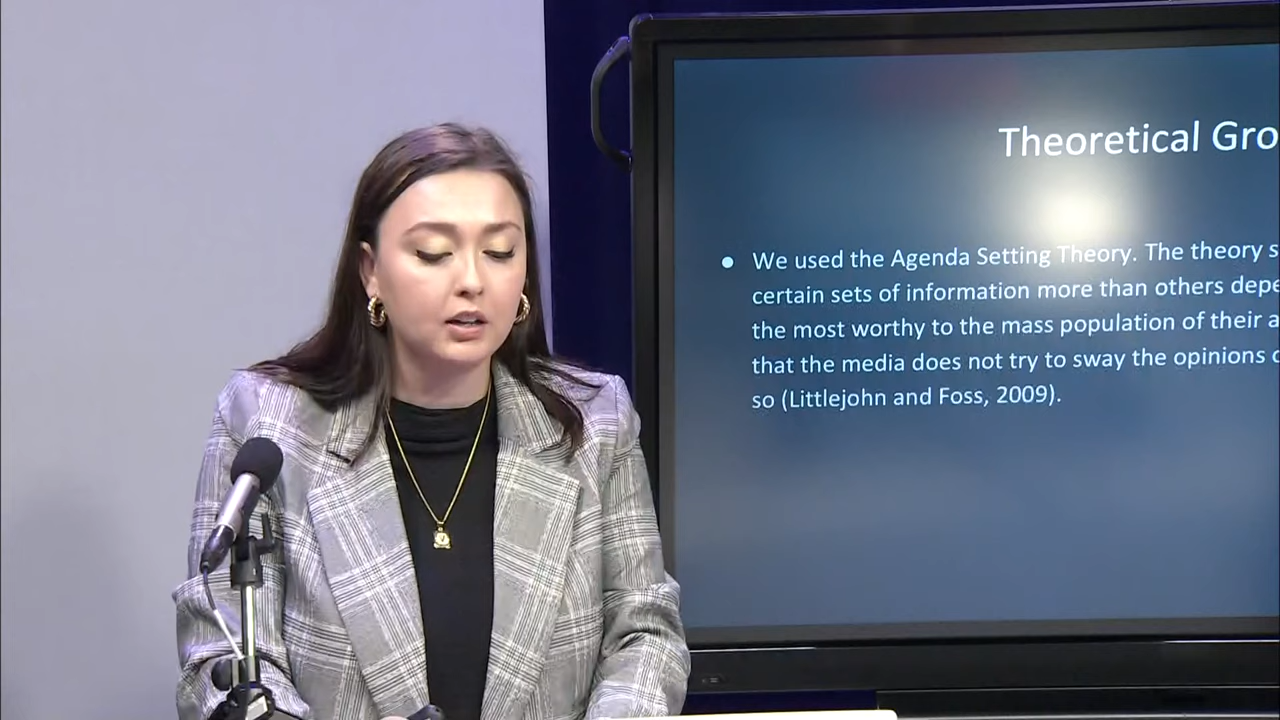 Theoretical Gro
We used the Agenda Setting Theory. The theory s
certain sets of information more than others depe
the most worthy to the mass population of their a
that the media does not try to sway the opinions o
so (Littlejohn and Foss, 2009).